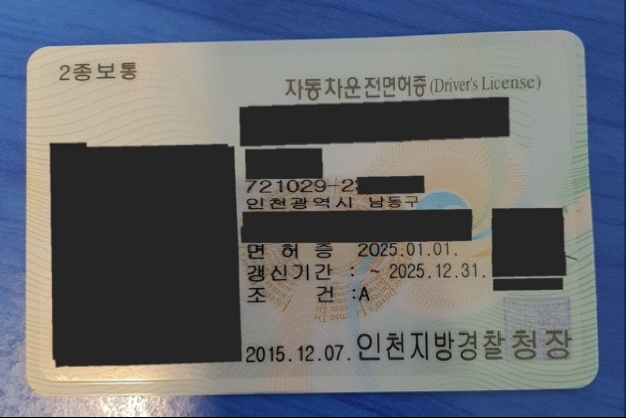 2종보통
자동차운전면허증 (Driver's License)
721029-2
인천광역시 남동구
면 허 증 2025.01.01.
갱신기간 : ~ 2025.12.31.
조 건 :A
2015.12.07. 인천지방경찰청장